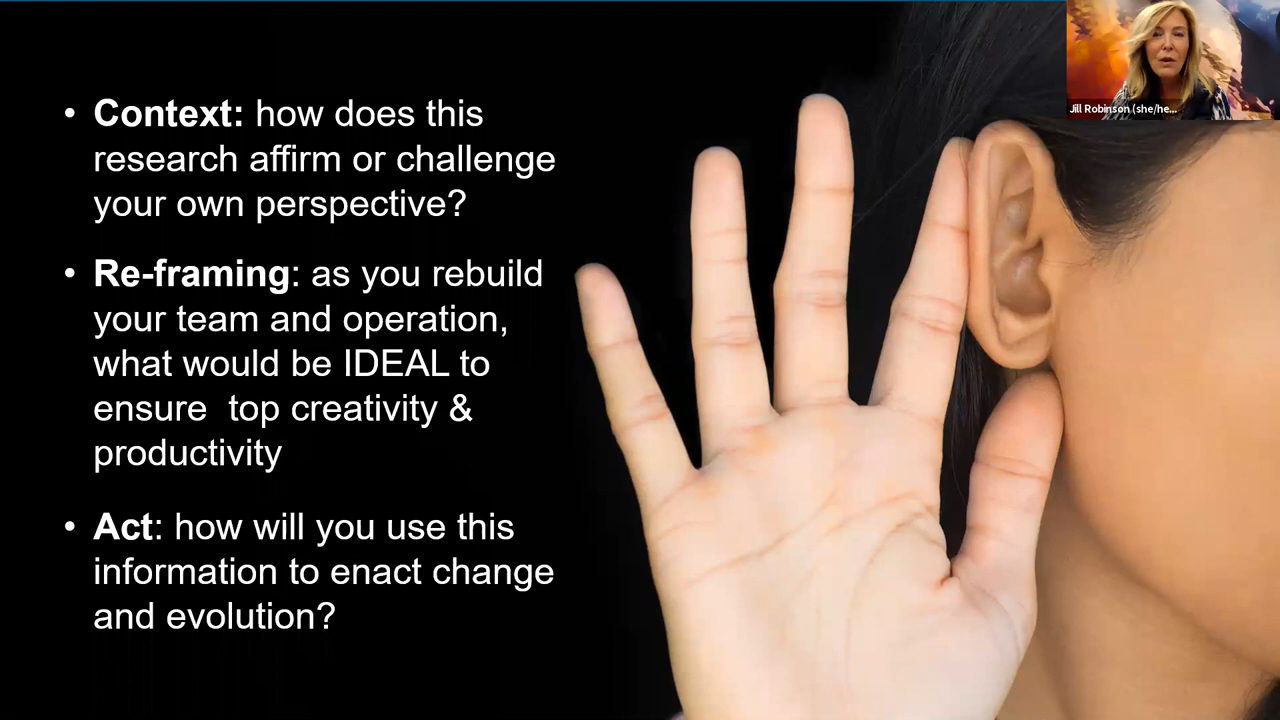 • Context: how does this
research affirm or challenge
your own perspective?
• Re-framing: as you rebuild
your team and operation,
what would be IDEAL to
ensure  top creativity &
productivity
• Act: how will you use this
information to enact change
and evolution?
Jill Robinson (she/he...